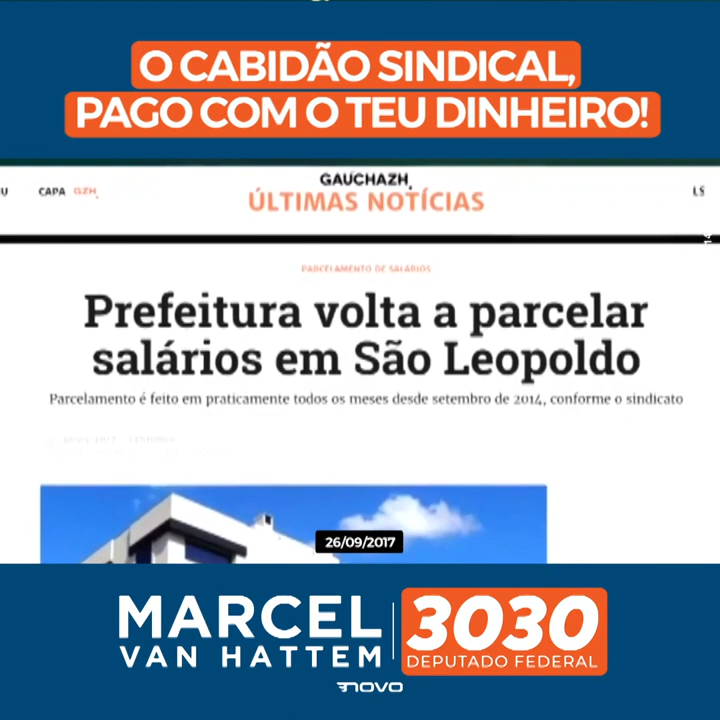 O CABIDÃO SINDICAL,
PAGO COM O TEU DINHEIRO!
U CAPA GZH
GAUCHAZH
ÚLTIMAS NOTÍCIAS
PARCELAMENTO DE SALÁRIOS
Prefeitura volta a parcelar
salários em São Leopoldo
Parcelamento é feito em praticamente todos os meses desde setembro de 2014, conforme o sindicato
26/09/2017
MARCEL
VAN HATTEM
3030
DEPUTADO FEDERAL
NOVO